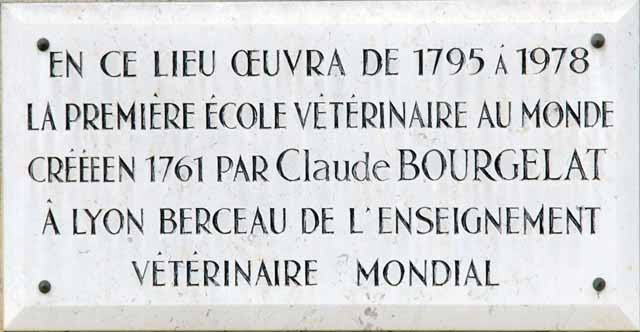 EN CE LIEU ŒUVRA DE 1795 Á 1978
LA PREMIÈRE ÉCOLE VÉTÉRINAIRE AU MONDE
CRÉÉEEN 1761 PAR Claude BOURGELAT
À LYON BERCEAU DE L'ENSEIGNEMENT
VÉTÉRINAIRE MONDIAL